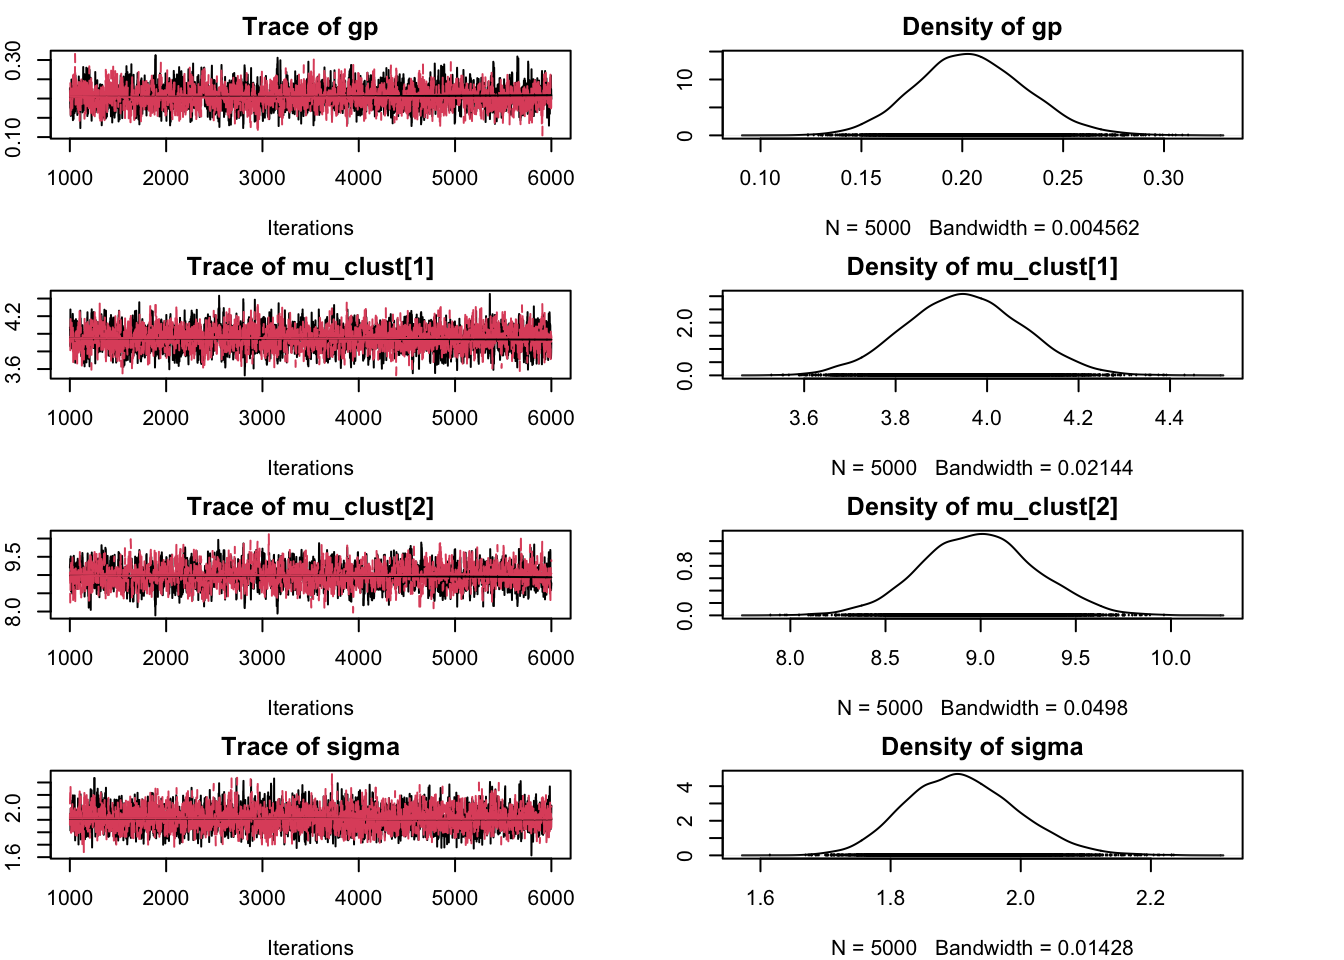 Trace of gp
0.30
0.10
1000 2000 3000 4000 5000 6000
Iterations
Density of gp
10
0
0.10 0.15 0.20 0.25 0.30
N = 5000 Bandwidth = 0.004562
Trace of mu_clust[1]
4.2
3.6
1000 2000 3000 4000 5000 6000
Iterations
Density of mu_clust[1]
2.0
0.0
3.6 3.8 4.0 4.2 4.4
N = 5000 Bandwidth = 0.02144
Trace of mu_clust[2]
9.5
8.0
1000 2000 3000 4000 5000 6000
Iterations
Density of mu_clust[2]
0.8
0.0
8.0 8.5 9.0 9.5 10.0
N = 5000 Bandwidth = 0.0498
Trace of sigma
2.0
1.6
1000 2000 3000 4000 5000 6000
Iterations
Density of sigma
4
2
0
1.6 1.8 2.0 2.2
N = 5000 Bandwidth = 0.01428